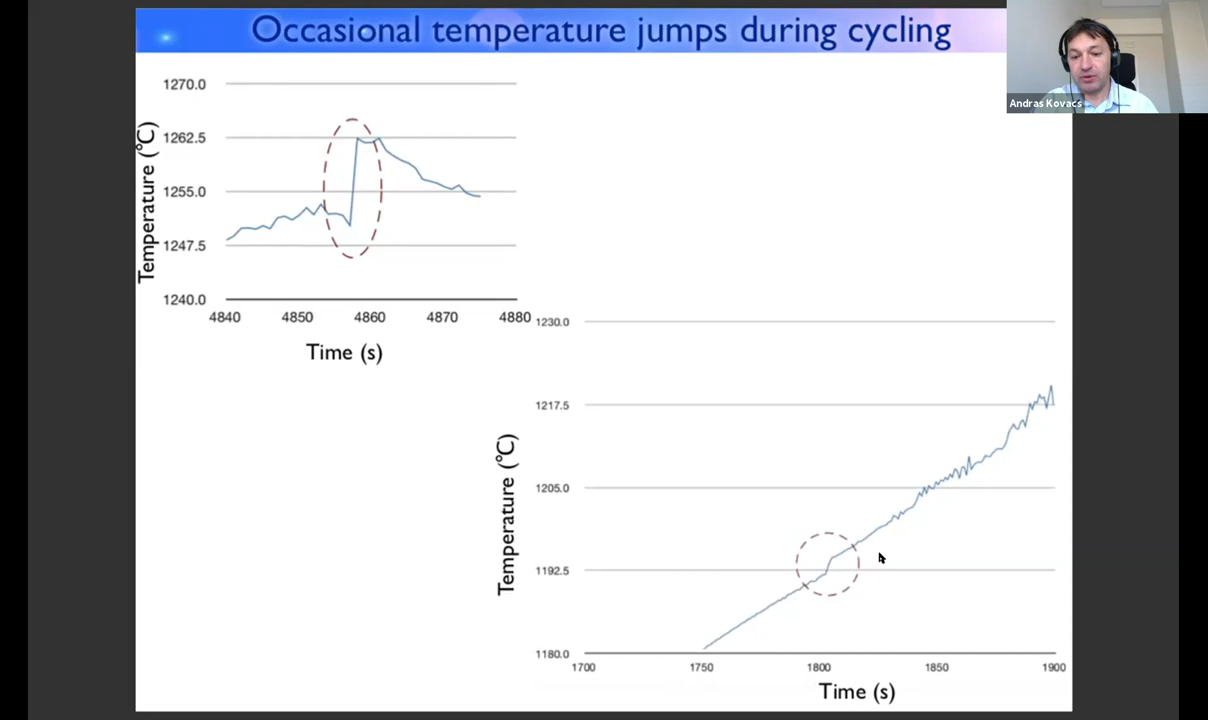 Occasional temperature jumps during cycling
Andras Kovacs
Temperature (°C)
1270.0
1262.5
1255.0
1247.5
1240.0
4840 4850 4860 4870 4880
Time (s)
Temperature (°C)
1230.0
1217.5
1205.0
1192.5
1180.0
1700 1750 1800 1850 1900
Time (s)